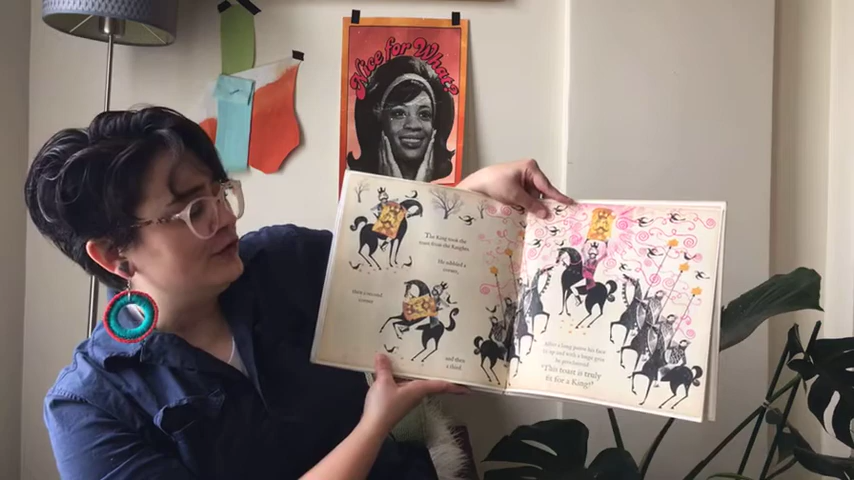 Nice for What?
The King took the
toast from the Knights.
He nibbled a
corner,
then a second
corner
and then
a third.
After a long pause his face
lit up and with a large grin
he pronounced
"This toast is truly
fit for a King!"